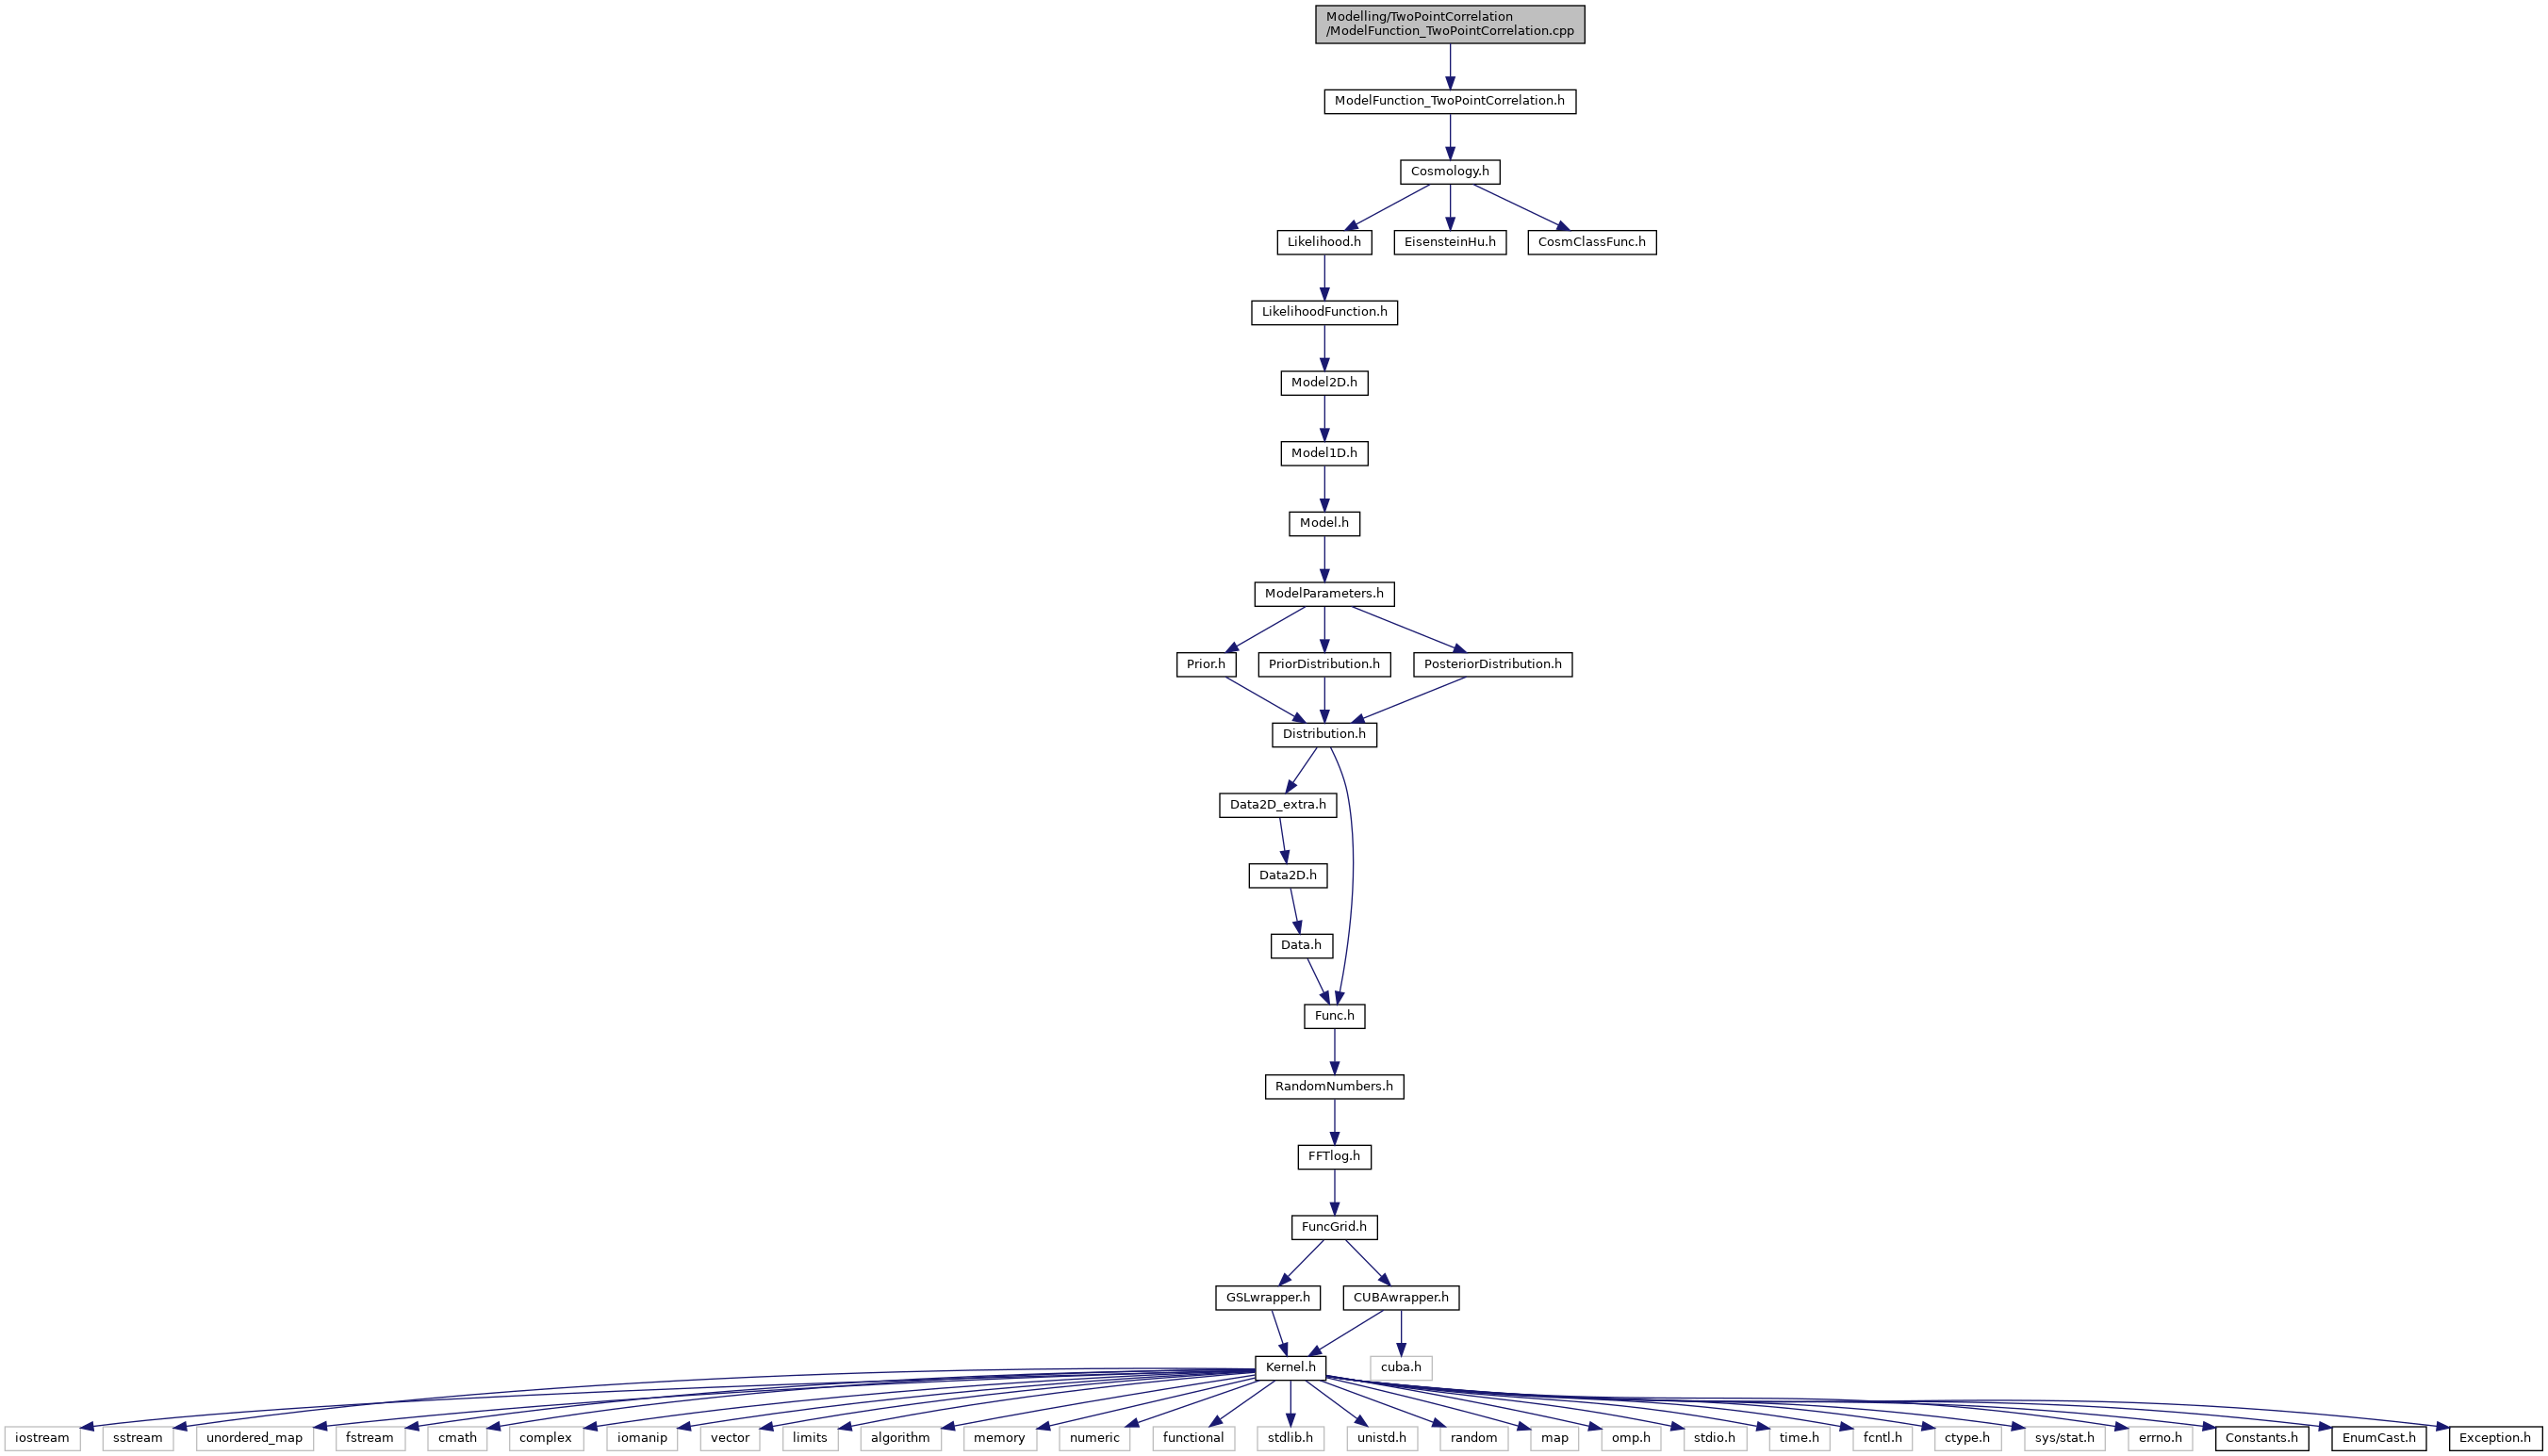 Modelling/TwoPointCorrelation
/ModelFunction_TwoPointCorrelation.cpp
ModelFunction_TwoPointCorrelation.h
Cosmology.h
Likelihood.h
EisensteinHu.h
CosmClassFunc.h
LikelihoodFunction.h
Model2D.h
Model1D.h
Model.h
ModelParameters.h
Prior.h
PriorDistribution.h
PosteriorDistribution.h
Distribution.h
Data2D_extra.h
Data2D.h
Data.h
Func.h
RandomNumbers.h
FFTlog.h
FuncGrid.h
GSLwrapper.h
CUBAwrapper.h
Kernel.h
cuba.h
iostream
sstream
unordered_map
fstream
cmath
complex
iomanip
vector
limits
algorithm
memory
numeric
functional
stdlib.h
unistd.h
random
map
omp.h
stdio.h
time.h
fcntl.h
ctype.h
sys/stat.h
errno.h
Constants.h
EnumCast.h
Exception.h